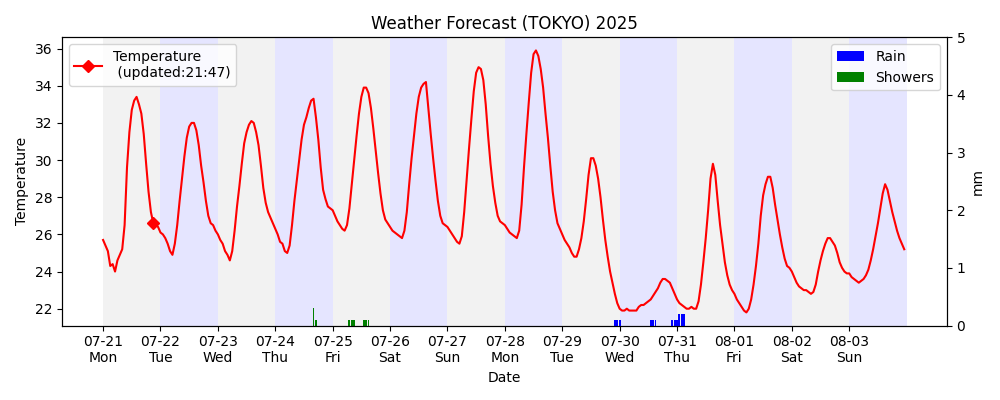 Weather Forecast (TOKYO) 2025
Temperature
(updated:21:47)
Rain
Showers
Temperature
36
34
32
30
28
26
24
22
5
4
3
2
1
0
mm
07-21 07-22 07-23 07-24 07-25 07-26 07-27 07-28 07-29 07-30 07-31 08-01 08-02 08-03
Mon Tue Wed Thu Fri Sat Sun Mon Tue Wed Thu Fri Sat Sun
Date